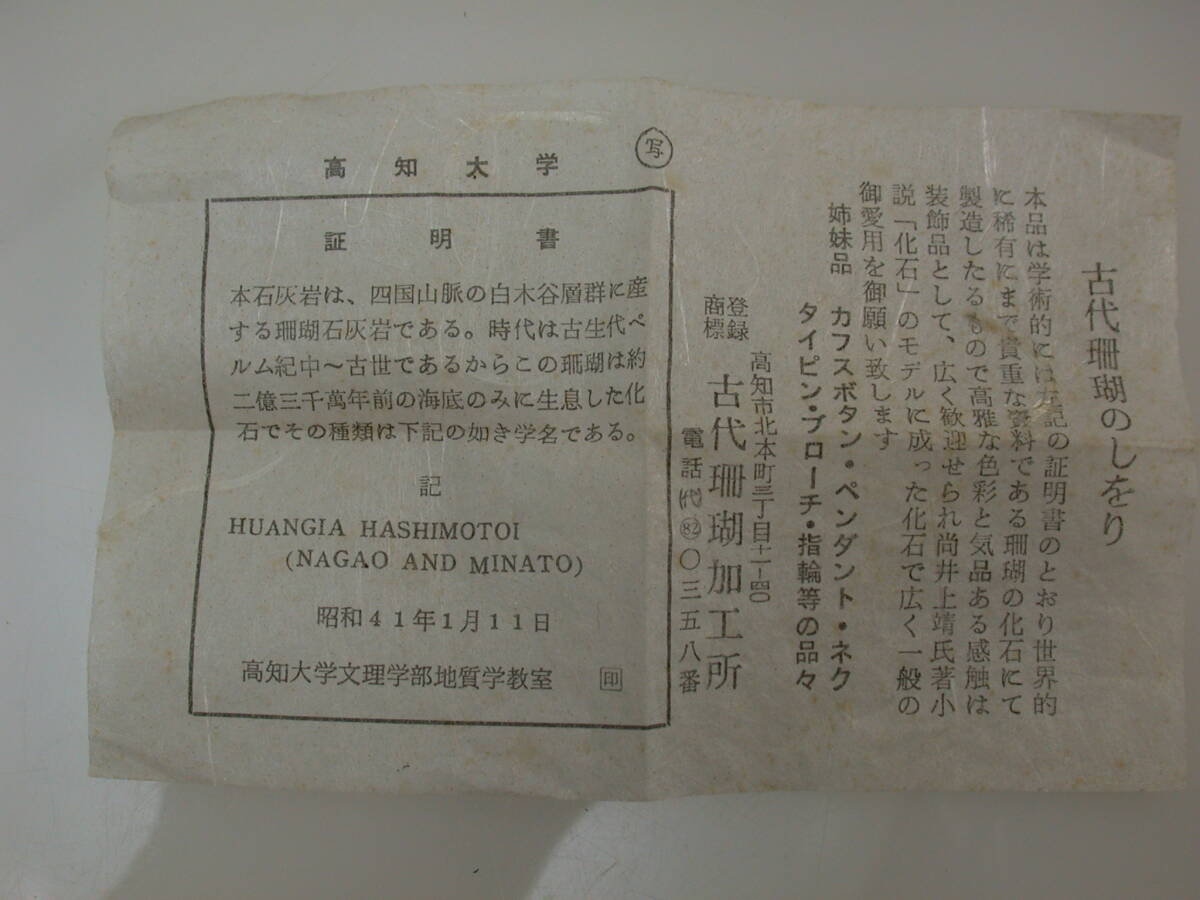 古代珊瑚のしをり
本品は学術的には左記の証明書のとおり世界的
に稀有にまで貴重な資料である珊瑚の化石にて
製造したるもので高雅な色彩と気品ある感触は
装飾品として、広く歓迎せられ尚井上靖氏著小
説「化石」のモデルに成った化石で広く一般の
御愛用を御願い致します
姉妹品 カフスボタン・ペンダント・ネク
タイピン・ブローチ・指輪等の品々
高知市北本町三丁目十一-四〇
登録
商標
古代珊瑚加工所
電話(代)82〇三五八番
写
高知大学
証明書
本石灰岩は、四国山脈の白木谷層群に産
する珊瑚石灰岩である。時代は古生代ペ
ルム紀中〜古世であるからこの珊瑚は約
二億三千萬年前の海底のみに生息した化
石でその種類は下記の如き学名である。
記
HUANGIA HASHIMOTOI
(NAGAO AND MINATO)
昭和41年1月11日
高知大学文理学部地質学教室 印